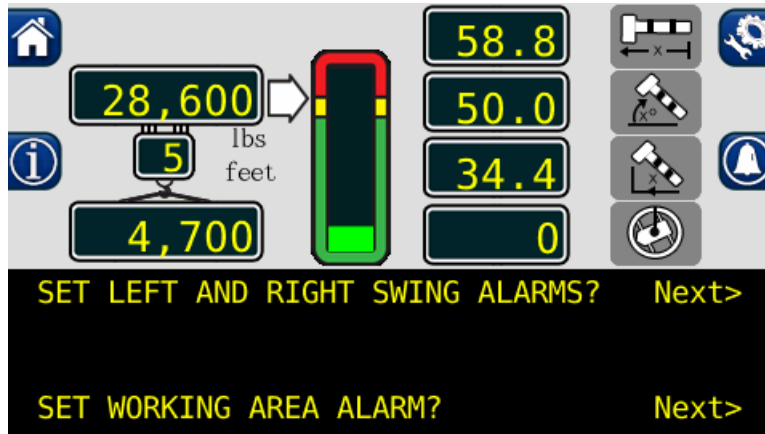 58.8
28,600
50.0
x
x°
lbs
5
feet
34.4
x
4,700
0
SET LEFT AND RIGHT SWING ALARMS? Next>
SET WORKING AREA ALARM? Next>